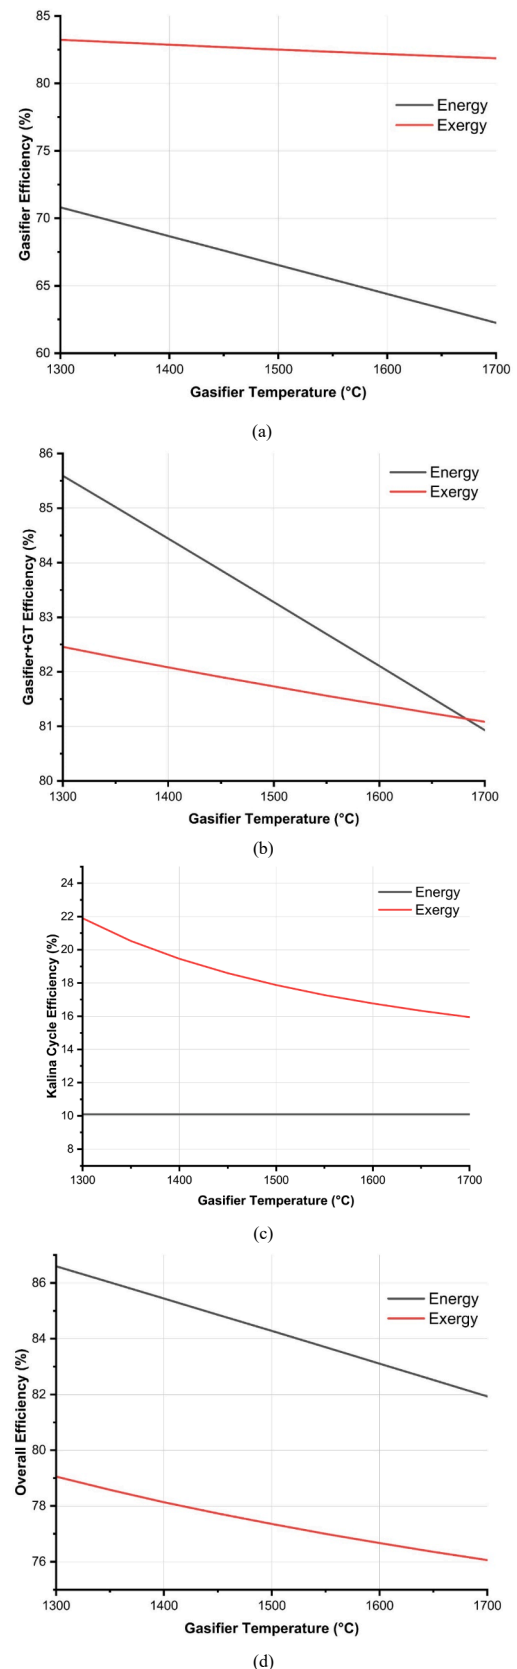 85
80
75
70
65
60
Gasifier Efficiency (%)
Energy
Exergy
1300 1400 1500 1600 1700
Gasifier Temperature (°C)
(a)
86
85
84
83
82
81
80
Gasifier+GT Efficiency (%)
Energy
Exergy
1300 1400 1500 1600 1700
Gasifier Temperature (°C)
(b)
24
22
20
18
16
14
12
10
8
Kalina Cycle Efficiency (%)
Energy
Exergy
1300 1400 1500 1600 1700
Gasifier Temperature (°C)
(c)
86
84
82
80
78
76
Overall Efficiency (%)
Energy
Exergy
1300 1400 1500 1600 1700
Gasifier Temperature (°C)
(d)